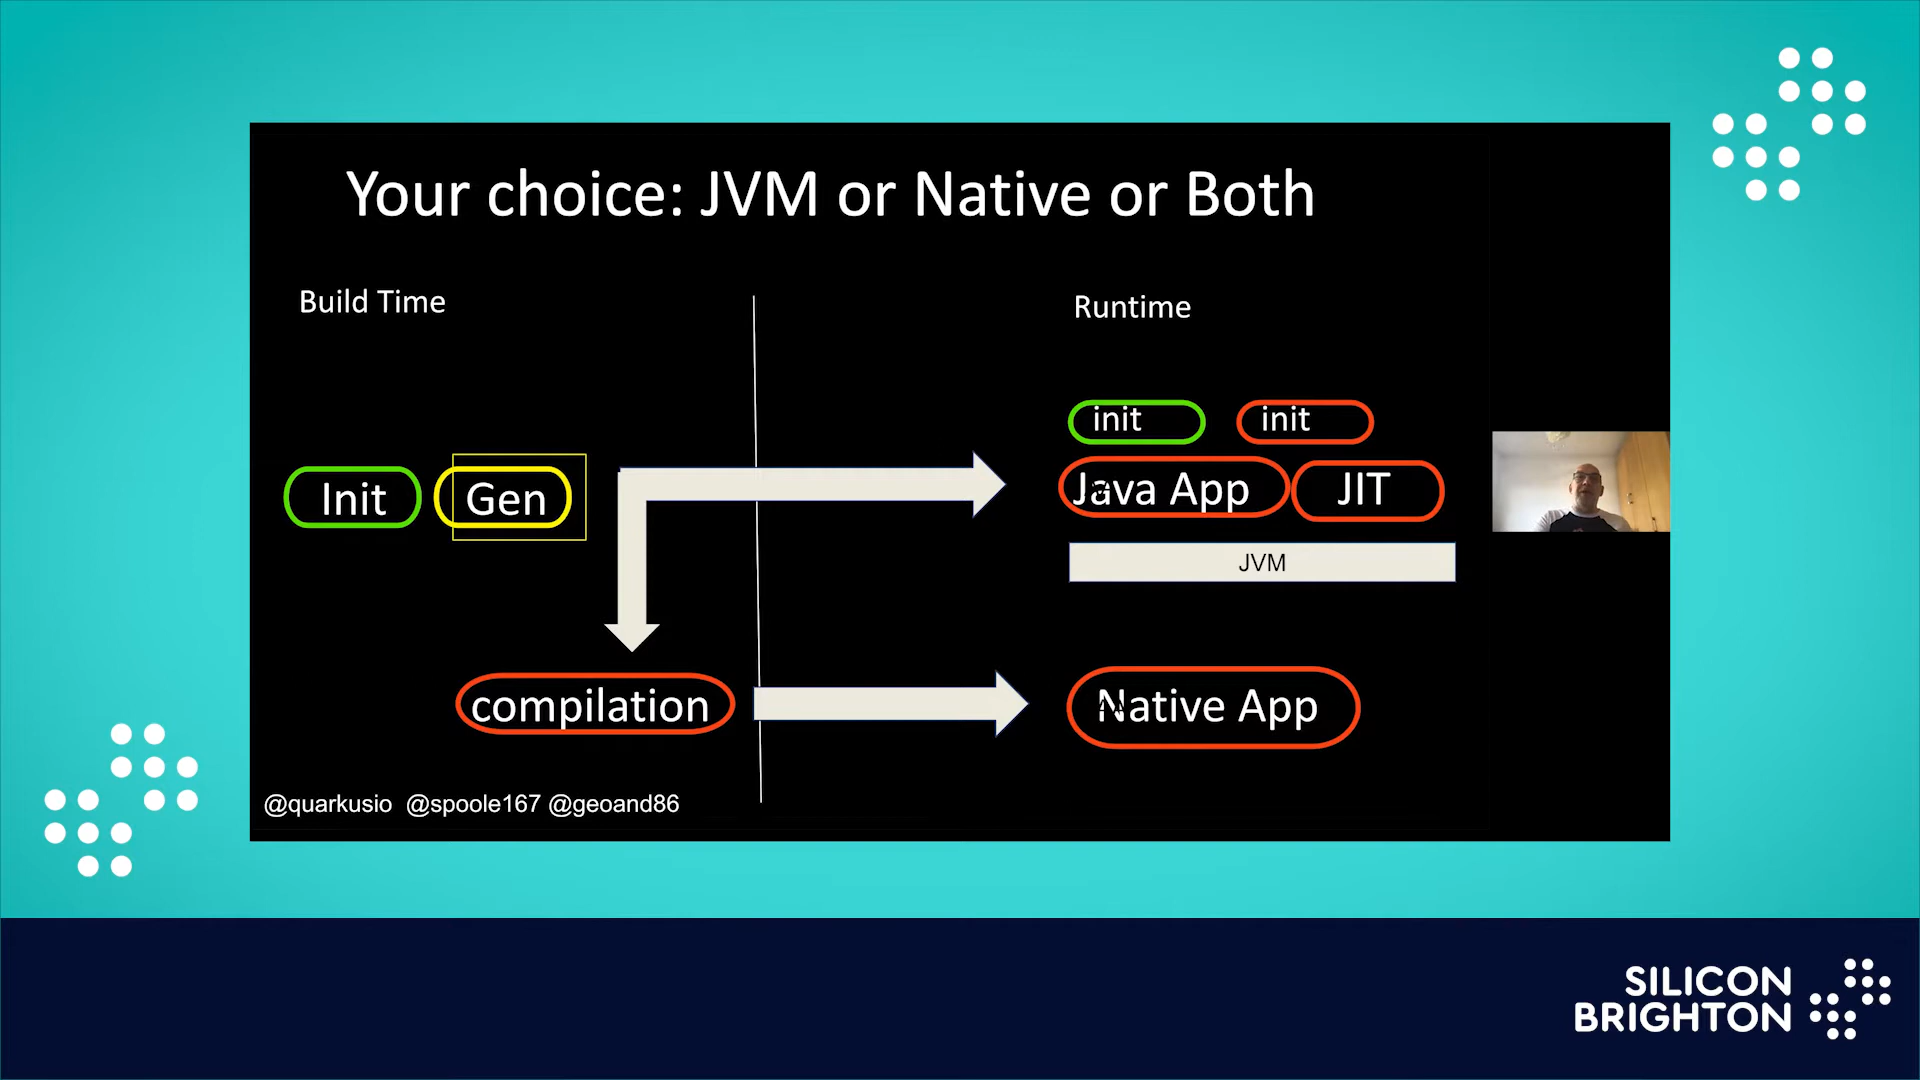 Your choice: JVM or Native or Both
Build Time
Runtime
init
init
Init
Gen
Java App
JIT
JVM
compilation
Native App
@quarkusio @spoole167 @geoand86
SILICON
BRIGHTON